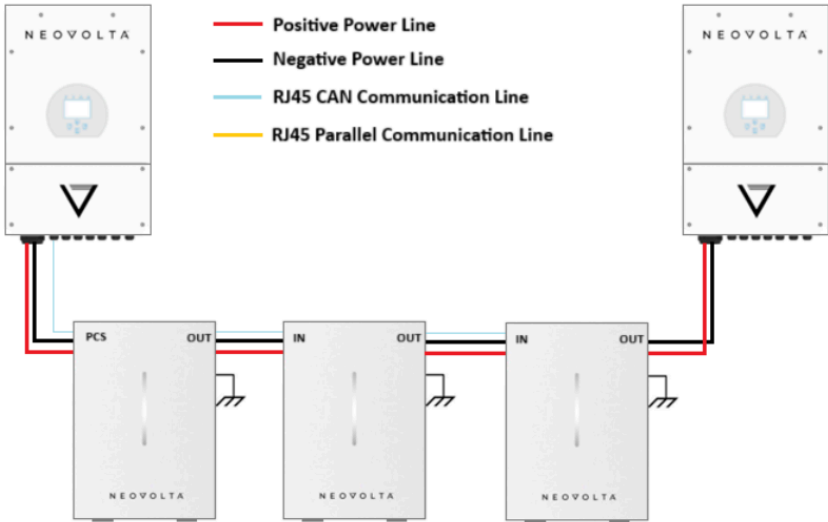 NEOVOLTA
Positive Power Line
Negative Power Line
RJ45 CAN Communication Line
RJ45 Parallel Communication Line
NEOVOLTA
PCS
OUT
IN
OUT
IN
OUT
NEOVOLTA
NEOVOLTA
NEOVOLTA